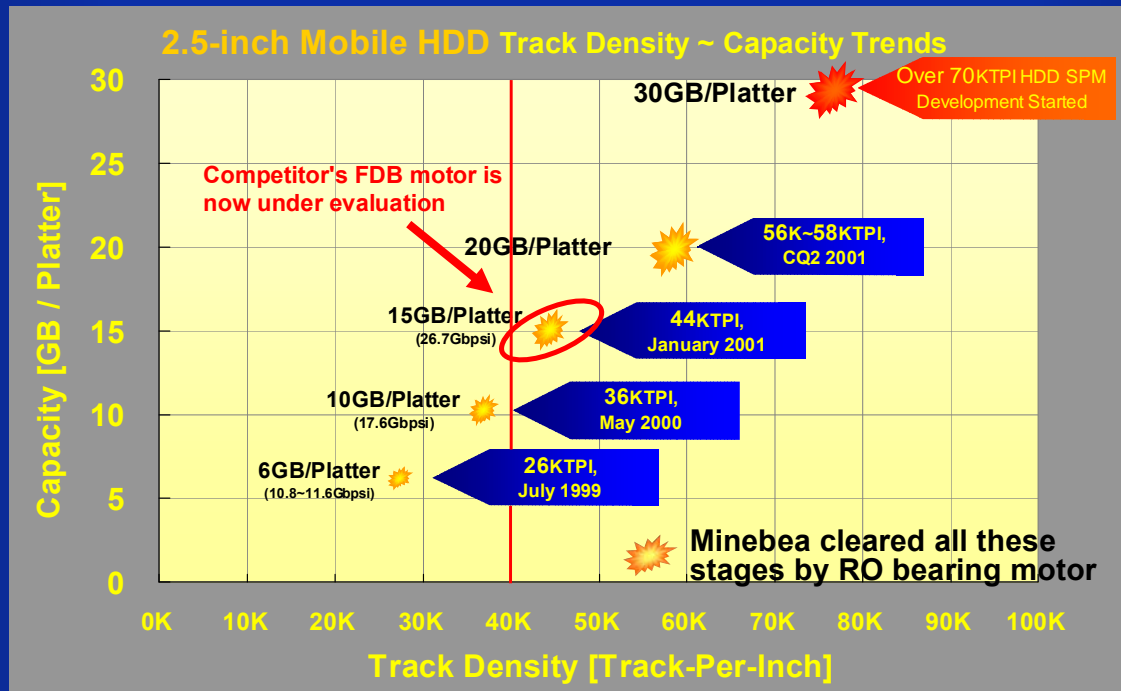 2.5-inch Mobile HDD Track Density ~ Capacity Trends
30
25
20
15
10
5
0
Capacity [GB / Platter]
30GB/Platter
Over 70KTPI HDD SPM
Development Started
Competitor's FDB motor is
now under evaluation
20GB/Platter
56K~58KTPI,
CQ2 2001
15GB/Platter
(26.7Gbpsi)
44KTPI,
January 2001
10GB/Platter
(17.6Gbpsi)
36KTPI,
May 2000
6GB/Platter
(10.8~11.6Gbpsi)
26KTPI,
July 1999
Minebea cleared all these
stages by RO bearing motor
0K 10K 20K 30K 40K 50K 60K 70K 80K 90K 100K
Track Density [Track-Per-Inch]